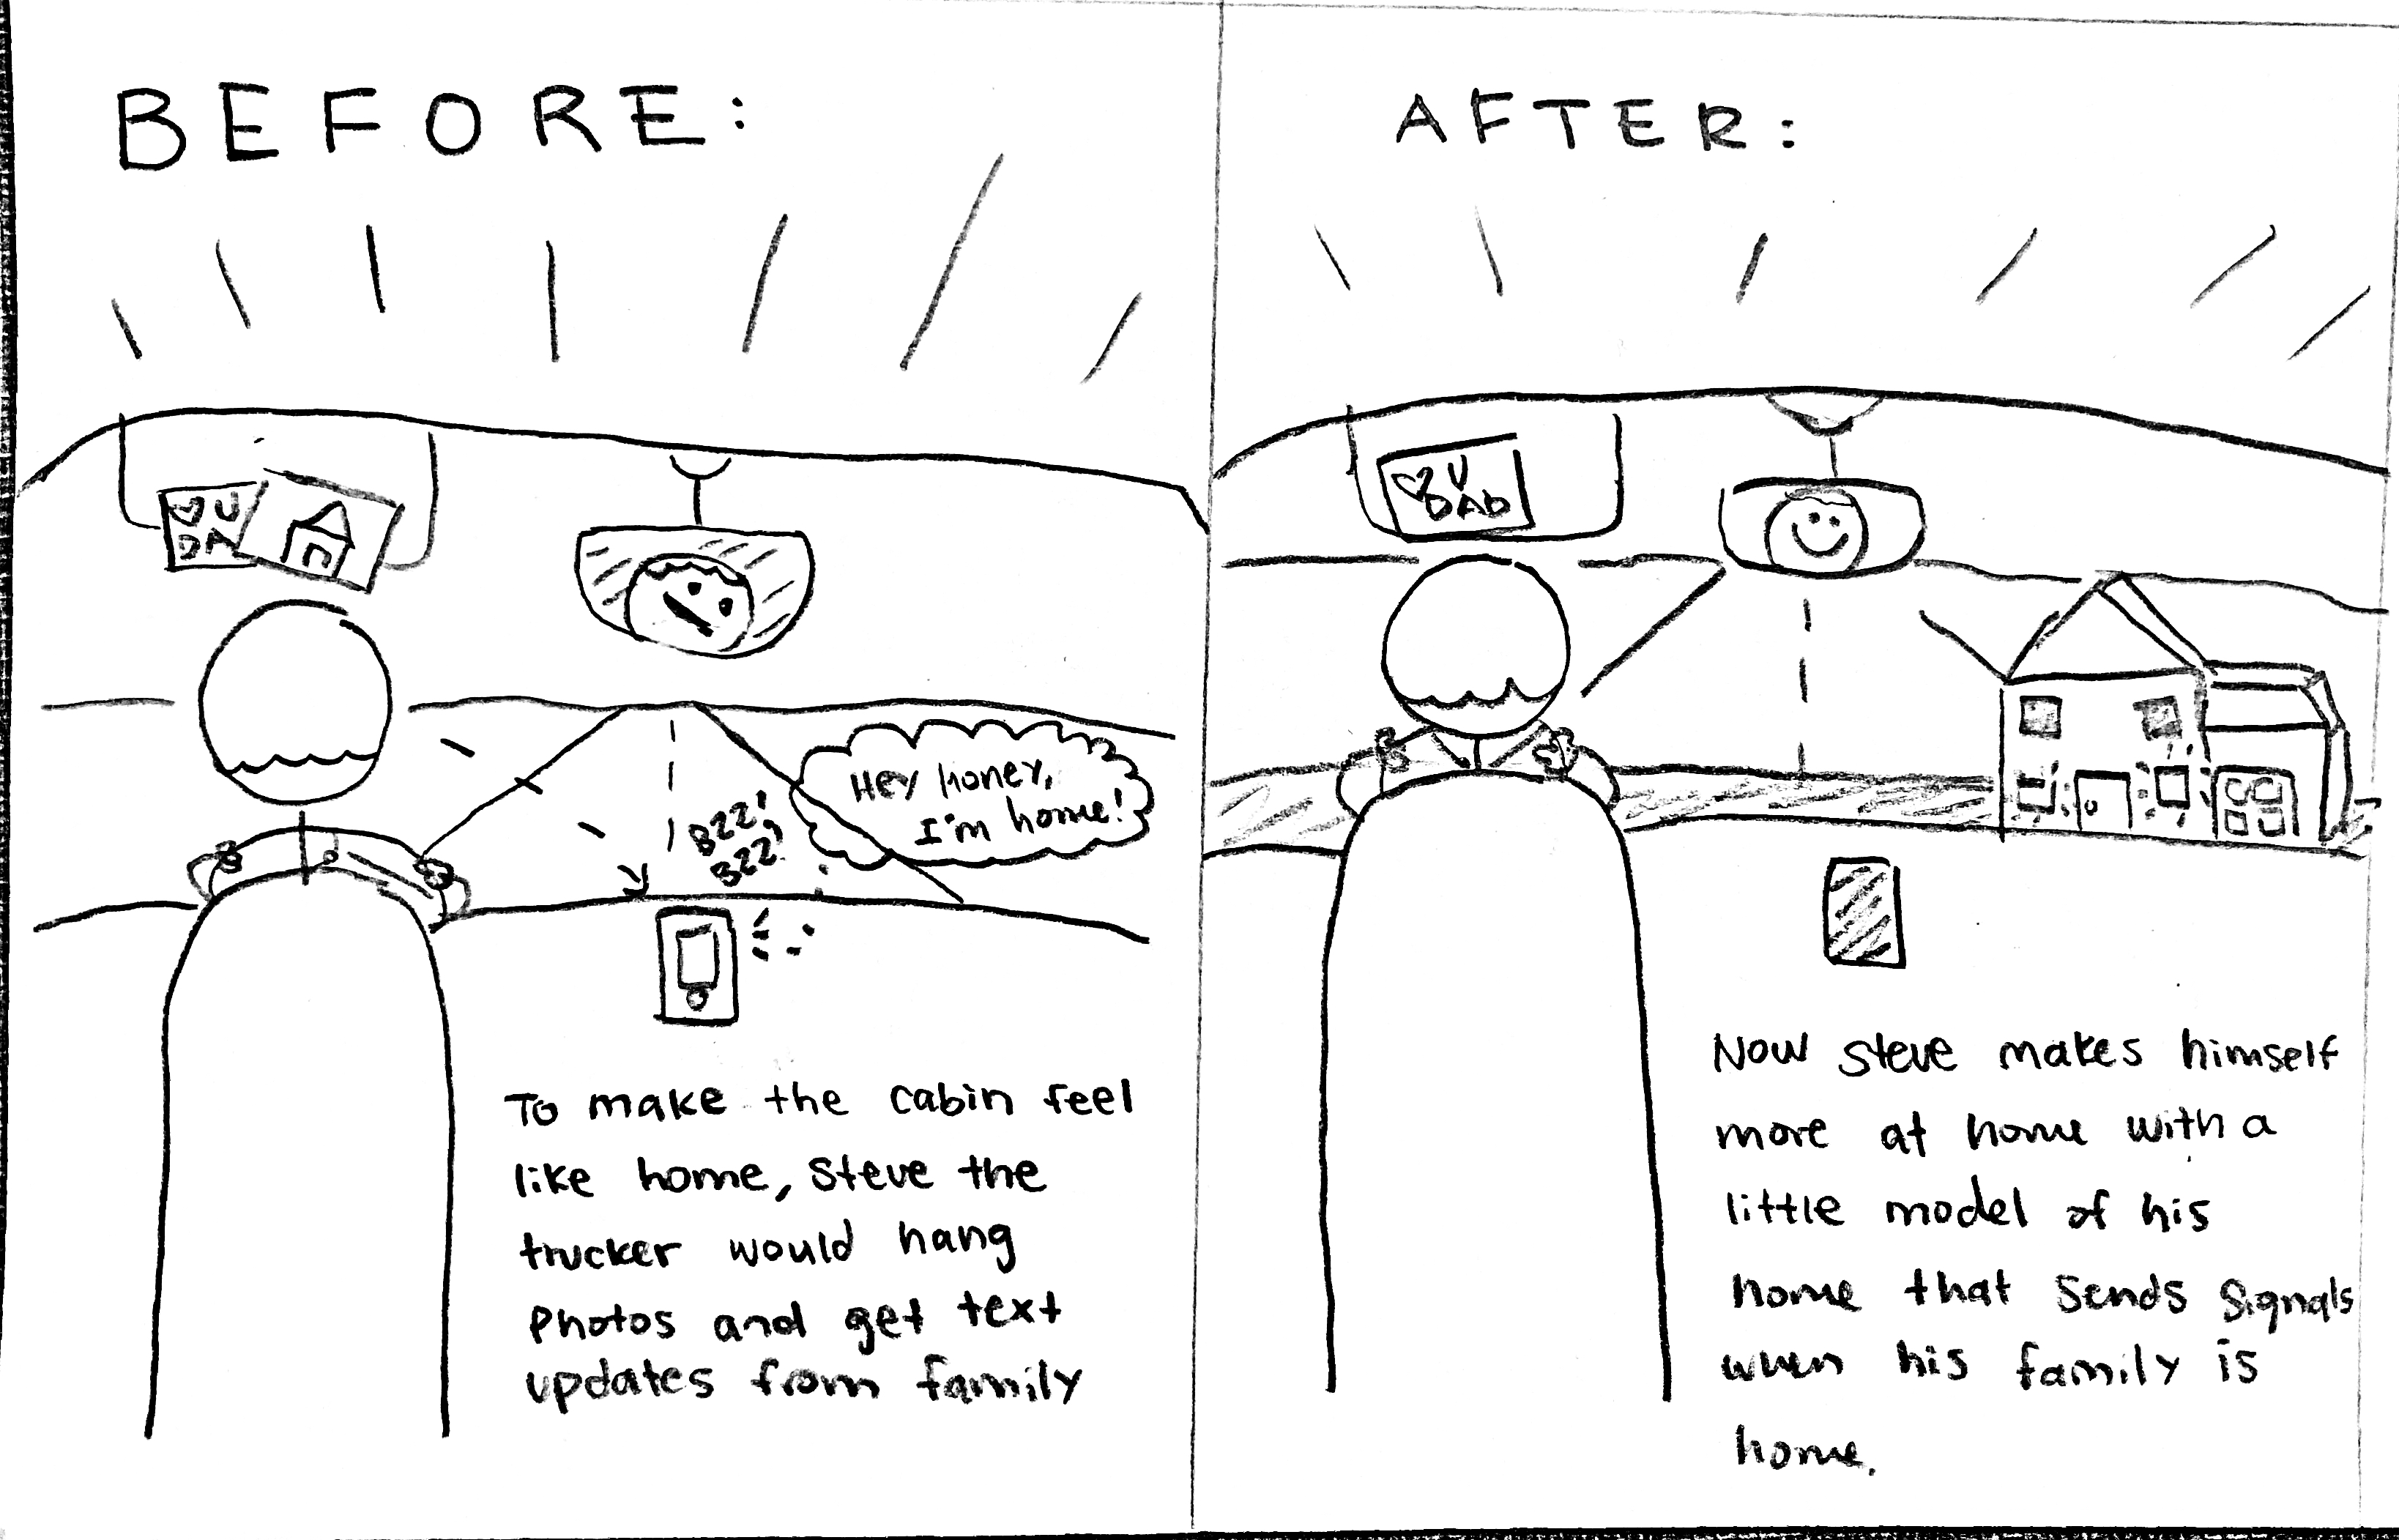 BEFORE:
♡ U
DA
Hey honey,
I'm home!
BZZ!
BZZ!
To make the cabin feel
like home, Steve the
trucker would hang
photos and get text
updates from family
AFTER:
♡ U
DAD
Now Steve makes himself
more at home with a
little model of his
home that sends signals
when his family is
home.